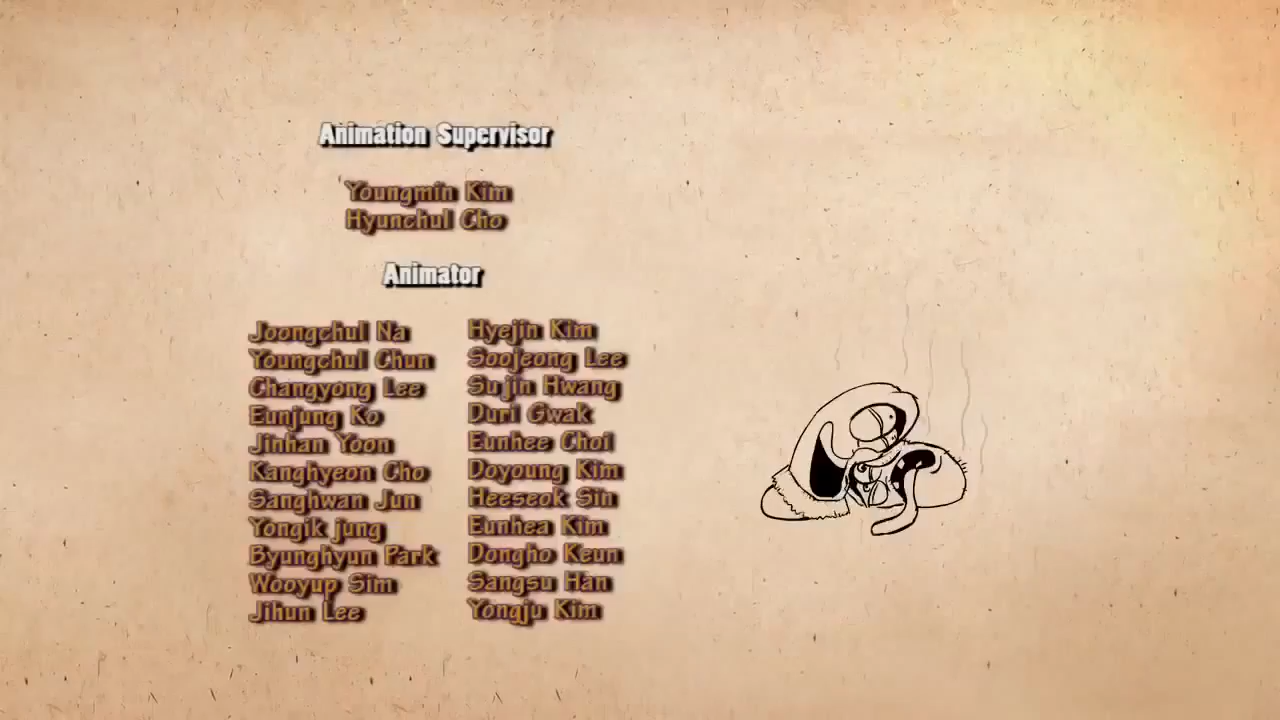 Animation Supervisor
Youngmin Kim
Hyunchul Cho
Animator
Joongchul Na
Youngchul Chun
Changyong Lee
Eunjung Ko
Jinhan Yoon
Kanghyeon Cho
Sanghwan Jun
Yongik jung
Byunghyun Park
Wooyup Sim
Jihun Lee
Hyejin Kim
Soojeong Lee
Sujin Hwang
Duri Gwak
Eunhee Choi
Doyoung Kim
Heeseok Sin
Eunhea Kim
Dongho Keun
Sangsu Han
Yongju Kim